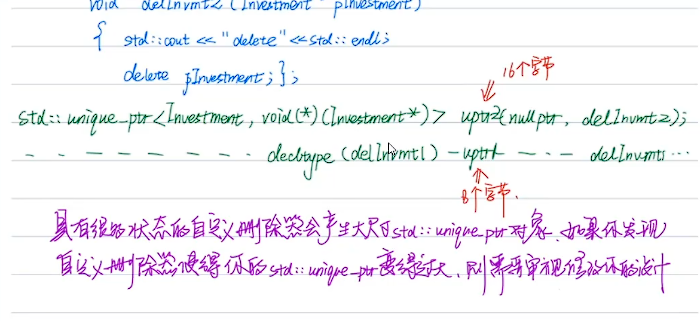 void delInvmt2 (Investment* pInvestment)
{ std::cout << "delete" << std::endl;
delete pInvestment; };
16个字节
std::unique_ptr<Investment, void(*)(Investment*)> uptr2(nullptr, delInvmt2);
- - - - - - - - decltype (delInvmt1) - uptr1 - - - delInvmt1 ...
8个字节.
具有很多状态的自定义删除器会产生大尺寸std::unique_ptr对象.如果你发现
自定义删除器使得你的std::unique_ptr变得过大,则需要审视修改你的设计